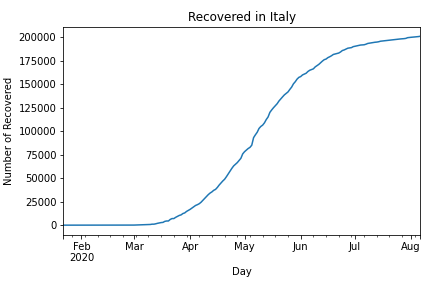 Recovered in Italy
200000
175000
150000
125000
100000
75000
50000
25000
0
Number of Recovered
Feb Mar Apr May Jun Jul Aug
2020
Day